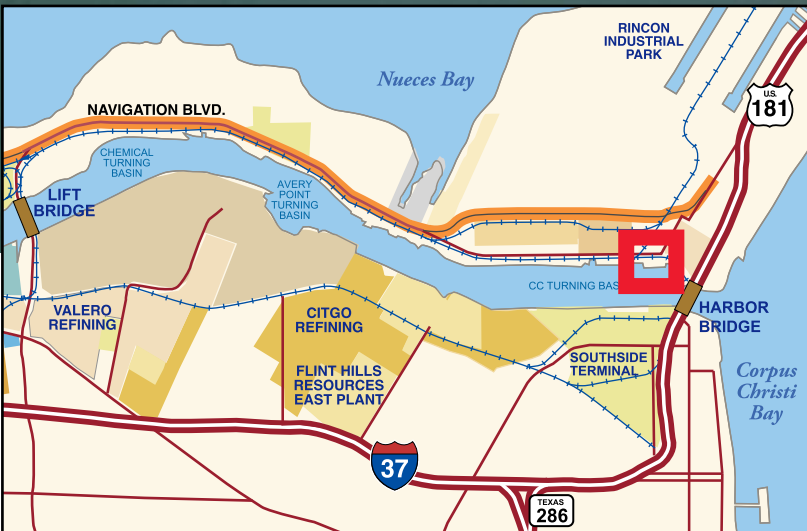 RINCON
INDUSTRIAL
PARK
Nueces Bay
U.S.
181
NAVIGATION BLVD.
CHEMICAL
TURNING
BASIN
AVERY
POINT
TURNING
BASIN
LIFT
BRIDGE
CC TURNING BAS
HARBOR
BRIDGE
VALERO
REFINING
CITGO
REFINING
FLINT HILLS
RESOURCES
EAST PLANT
SOUTHSIDE
TERMINAL
Corpus
Christi
Bay
37
TEXAS
286